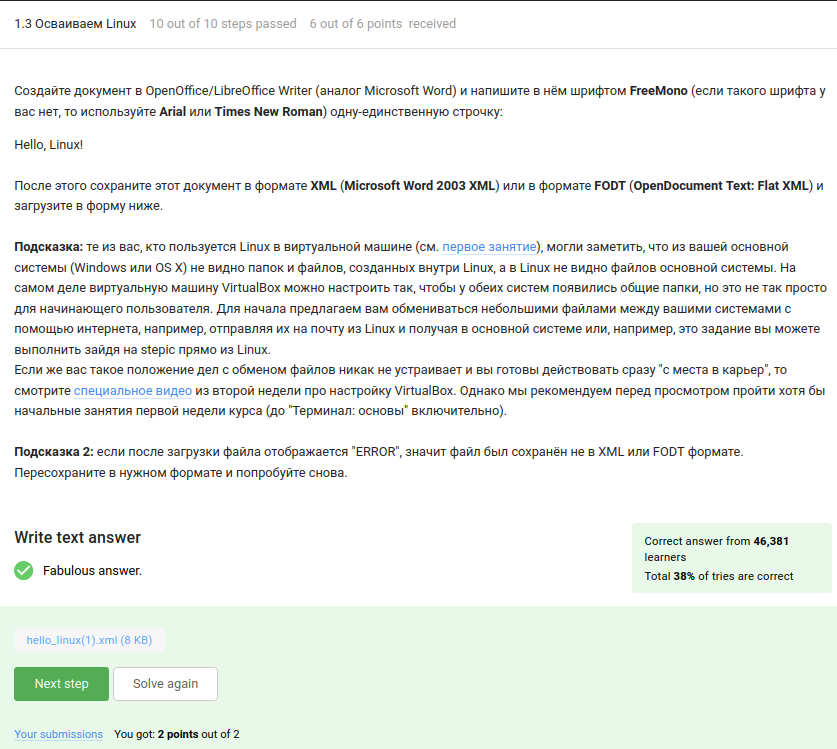 1.3 Осваиваем Linux 10 out of 10 steps passed 6 out of 6 points received
Создайте документ в OpenOffice/LibreOffice Writer (аналог Microsoft Word) и напишите в нём шрифтом FreeMono (если такого шрифта у
вас нет, то используйте Arial или Times New Roman) одну-единственную строчку:
Hello, Linux!
После этого сохраните этот документ в формате XML (Microsoft Word 2003 XML) или в формате FODT (OpenDocument Text: Flat XML) и
загрузите в форму ниже.
Подсказка: те из вас, кто пользуется Linux в виртуальной машине (см. первое занятие), могли заметить, что из вашей основной
системы (Windows или OS X) не видно папок и файлов, созданных внутри Linux, а в Linux не видно файлов основной системы. На
самом деле виртуальную машину VirtualBox можно настроить так, чтобы у обеих систем появились общие папки, но это не так просто
для начинающего пользователя. Для начала предлагаем вам обмениваться небольшими файлами между вашими системами с
помощью интернета, например, отправляя их на почту из Linux и получая в основной системе или, например, это задание вы можете
выполнить зайдя на stepic прямо из Linux.
Если же вас такое положение дел с обменом файлов никак не устраивает и вы готовы действовать сразу "с места в карьер", то
смотрите специальное видео из второй недели про настройку VirtualBox. Однако мы рекомендуем перед просмотром пройти хотя бы
начальные занятия первой недели курса (до "Терминал: основы" включительно).
Подсказка 2: если после загрузки файла отображается "ERROR", значит файл был сохранён не в XML или FODT формате.
Пересохраните в нужном формате и попробуйте снова.
Write text answer
Fabulous answer.
Correct answer from 46,381
learners
Total 38% of tries are correct
hello_linux(1).xml (8 KB)
Next step Solve again
Your submissions You got: 2 points out of 2